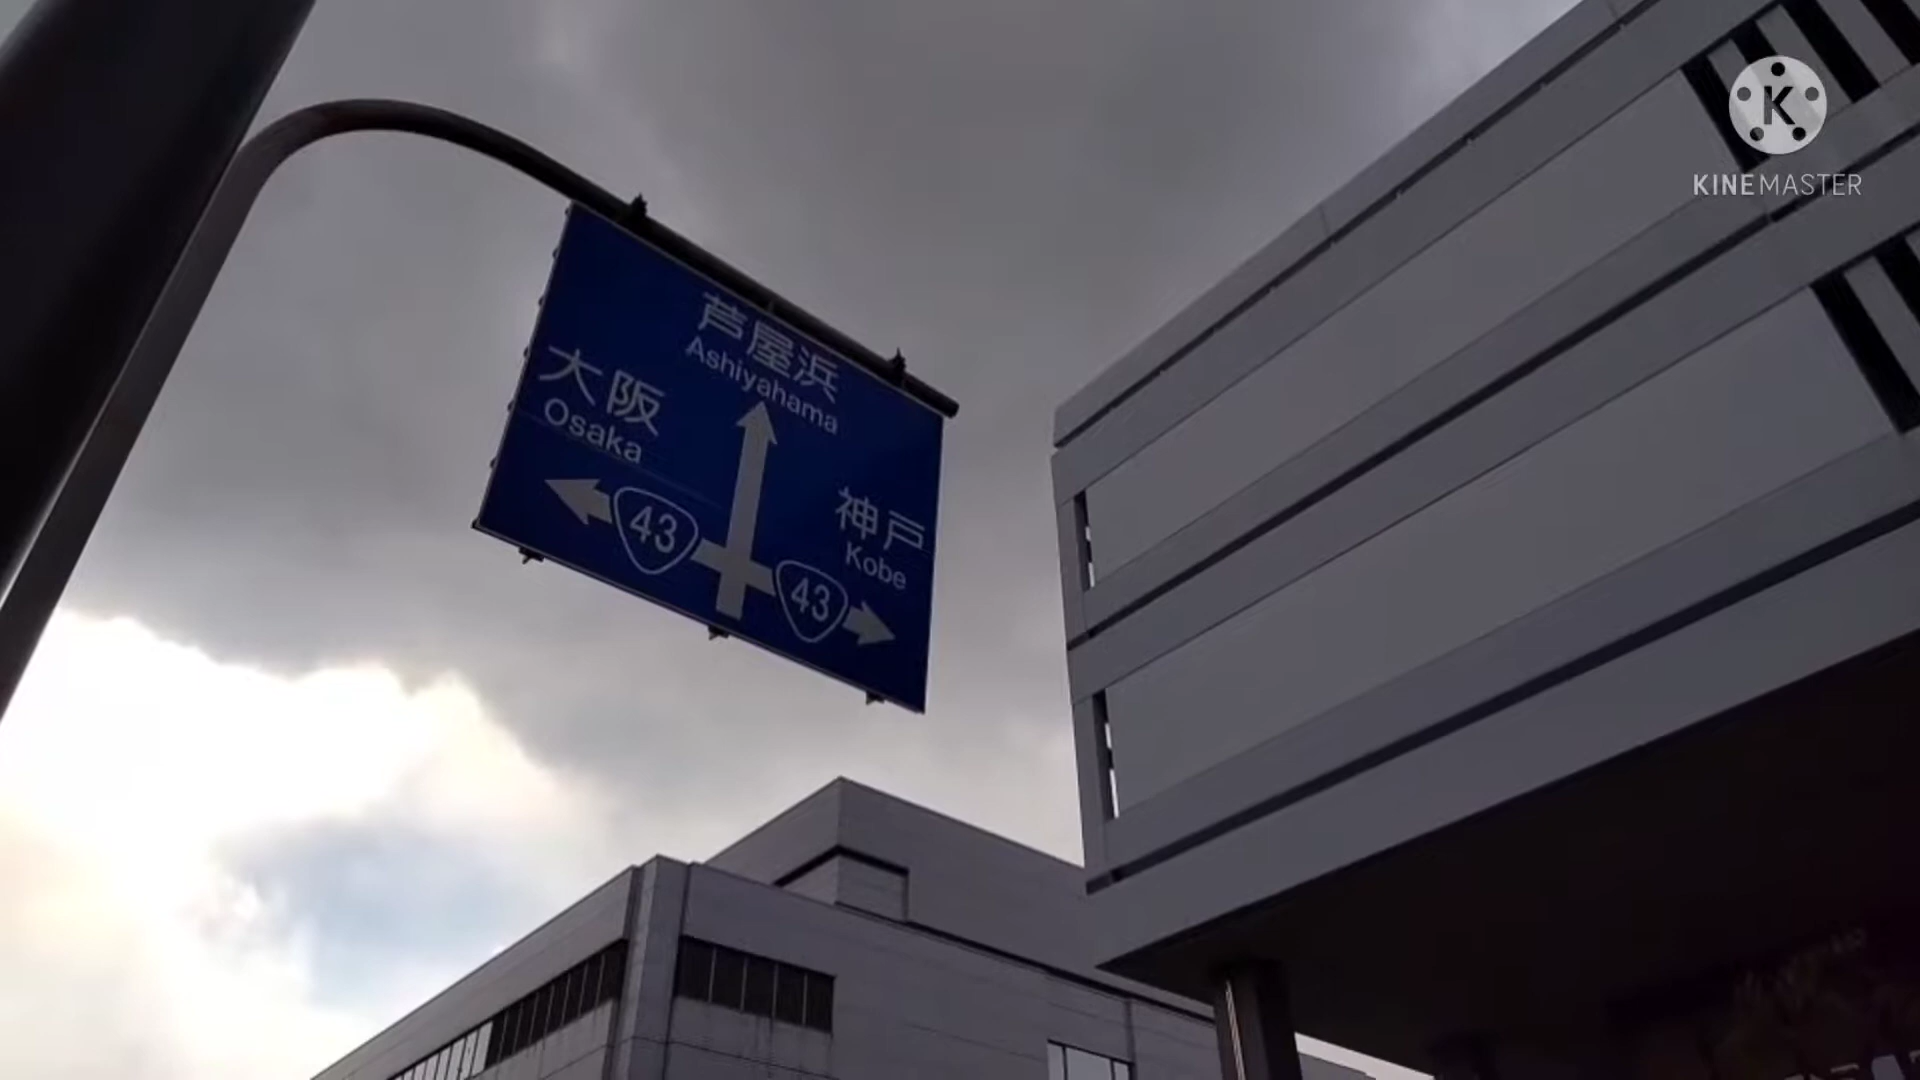 芦屋浜
Ashiyahama
大阪
Osaka
43
神戸
Kobe
43
K
KINEMASTER